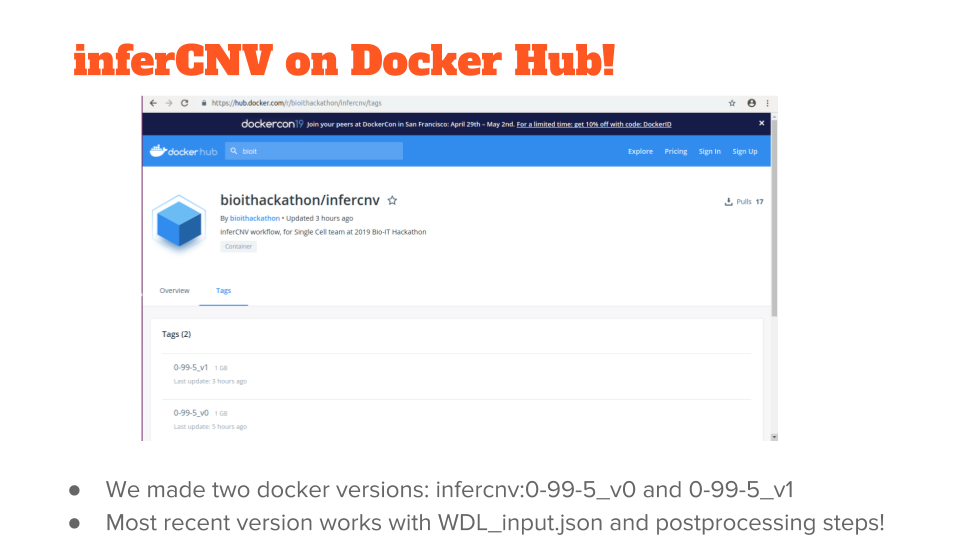 inferCNV on Docker Hub!
https://hub.docker.com/r/bioithackathon/infercnv/tags
dockercon19 Join your peers at DockerCon in San Francisco: April 29th – May 2nd. For a limited time: get 10% off with code: DockerID ×
docker hub bioit Explore Pricing Sign In Sign Up
bioithackathon/infercnv
Pulls 17
By bioithackathon • Updated 3 hours ago
inferCNV workflow, for Single Cell team at 2019 Bio-IT Hackathon
Container
Overview Tags
Tags (2)
0-99-5_v1 1 GB
Last update: 3 hours ago
0-99-5_v0 1 GB
Last update: 5 hours ago
● We made two docker versions: infercnv:0-99-5_v0 and 0-99-5_v1
● Most recent version works with WDL_input.json and postprocessing steps!